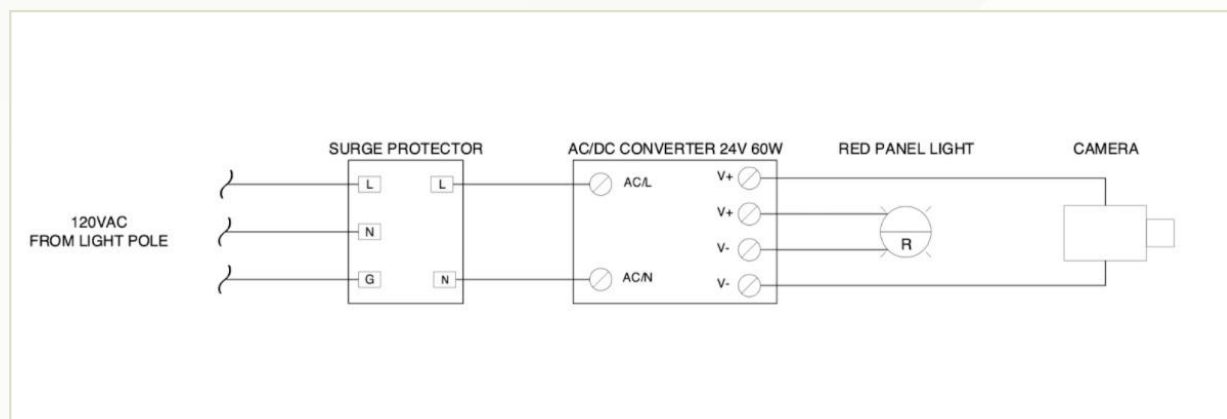 SURGE PROTECTOR
AC/DC CONVERTER 24V 60W
RED PANEL LIGHT
CAMERA
120VAC
FROM LIGHT POLE
L
N
G
L
N
AC/L
AC/N
V+
V+
V-
V-
R